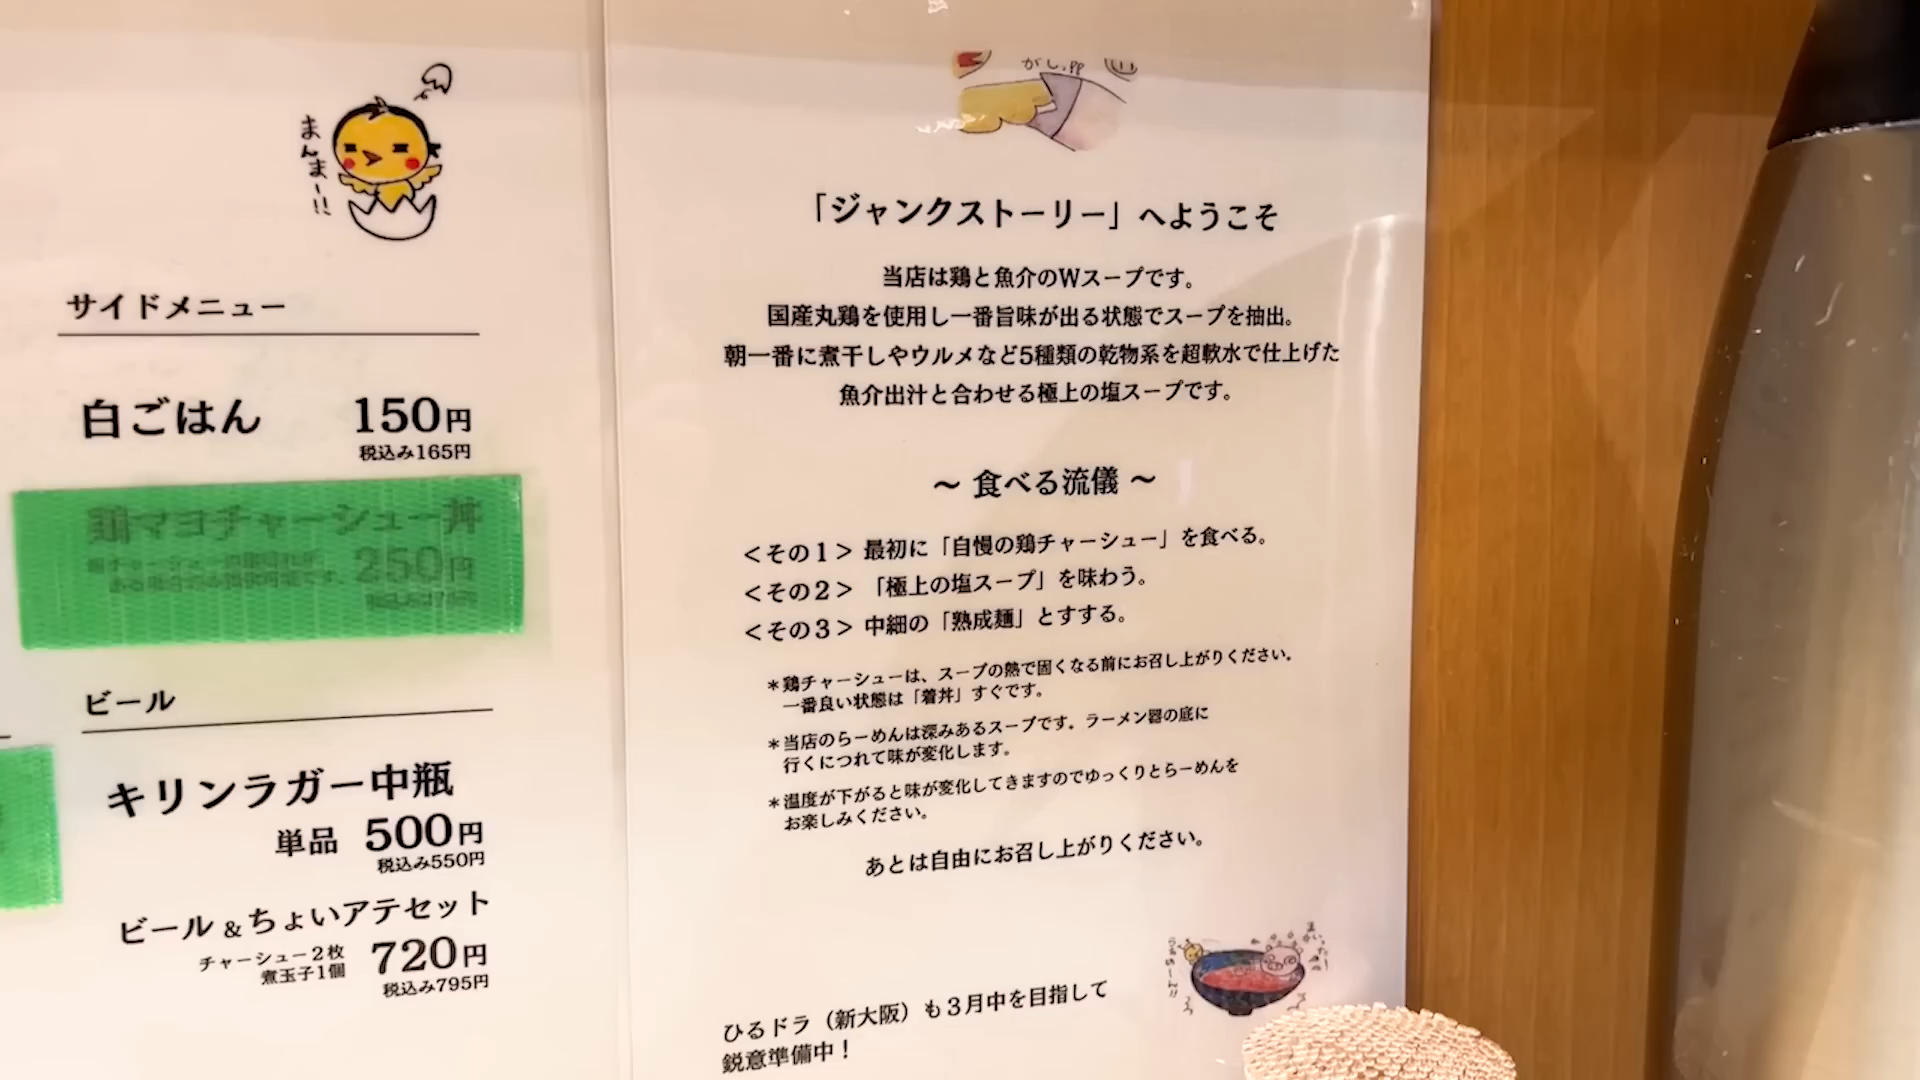 まんまー!!
サイドメニュー
白ごはん 150円
税込み165円
鶏マヨチャーシュー丼
250円
ビール
キリンラガー中瓶
単品 500円
税込み550円
ビール&ちょいアテセット
チャーシュー2枚
煮玉子1個
720円
税込み795円
「ジャンクストーリー」へようこそ
当店は鶏と魚介のWスープです。
国産丸鶏を使用し一番旨味が出る状態でスープを抽出。
朝一番に煮干しやウルメなど5種類の乾物系を超軟水で仕上げた
魚介出汁と合わせる極上の塩スープです。
～ 食べる流儀 ～
＜その１＞ 最初に「自慢の鶏チャーシュー」を食べる。
＜その２＞ 「極上の塩スープ」を味わう。
＜その３＞ 中細の「熟成麺」とすする。
＊鶏チャーシューは、スープの熱で固くなる前にお召し上がりください。
一番良い状態は「着丼」すぐです。
＊当店のらーめんは深みあるスープです。ラーメン器の底に
行くにつれて味が変化します。
＊温度が下がると味が変化してきますのでゆっくりとらーめんを
お楽しみください。
あとは自由にお召し上がりください。
ひるドラ（新大阪）も３月中を目指して
鋭意準備中！